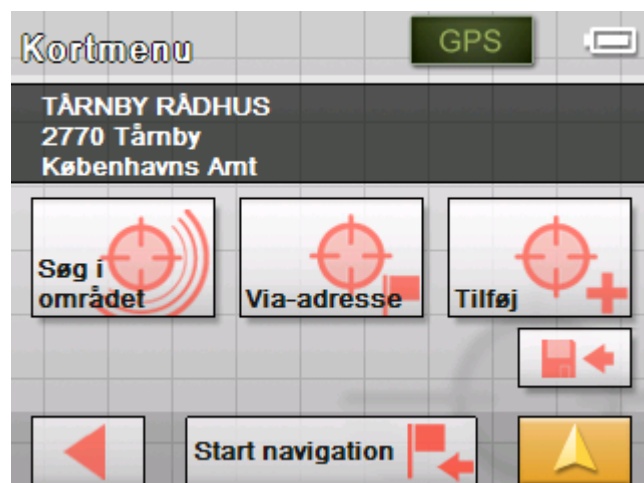 Kortmenu
GPS
TÅRNBY RÅDHUS
2770 Tårnby
Københavns Amt
Søg i
området
Via-adresse
Tilføj
Start navigation